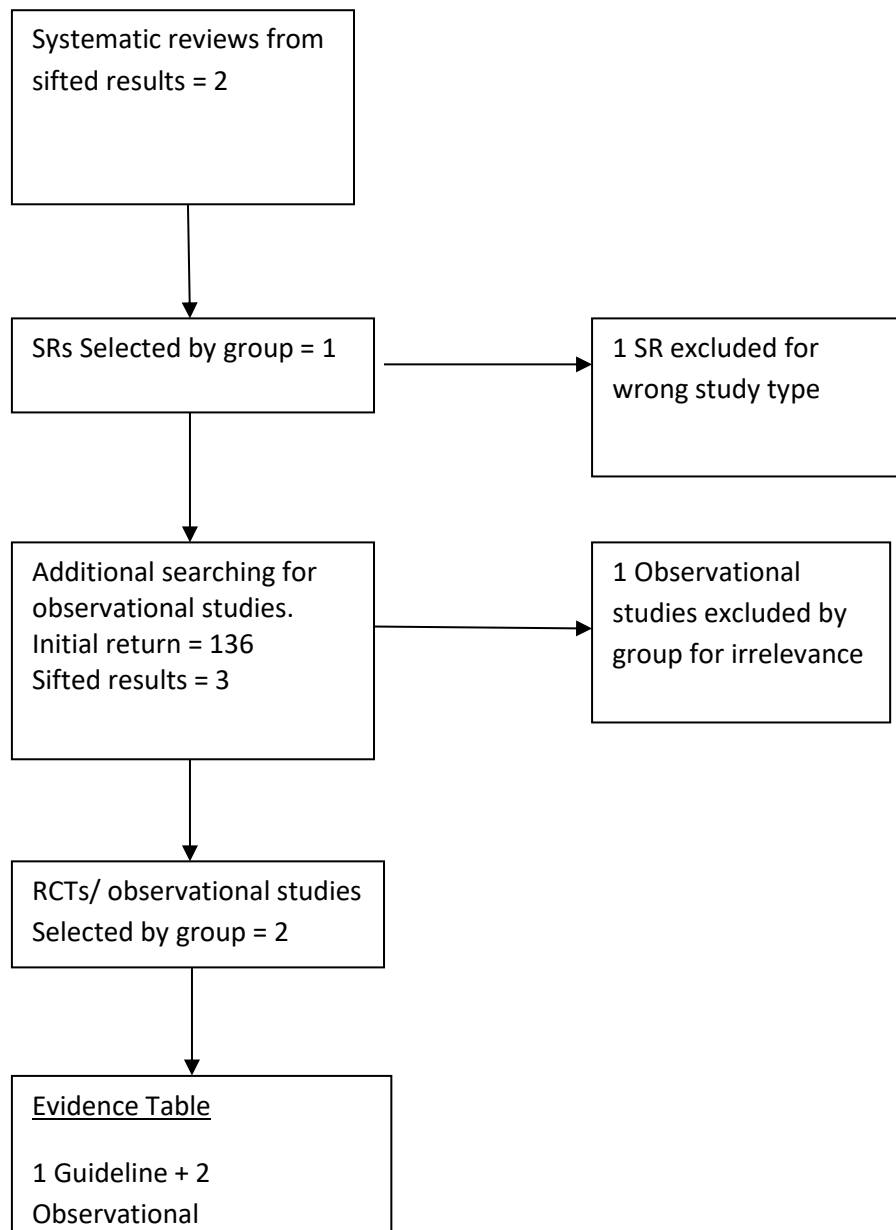 Systematic reviews from
sifted results = 2
SRs Selected by group = 1
1 SR excluded for
wrong study type
Additional searching for
observational studies.
Initial return = 136
Sifted results = 3
1 Observational
studies excluded by
group for irrelevance
RCTs/ observational studies
Selected by group = 2
Evidence Table
1 Guideline + 2
Observational